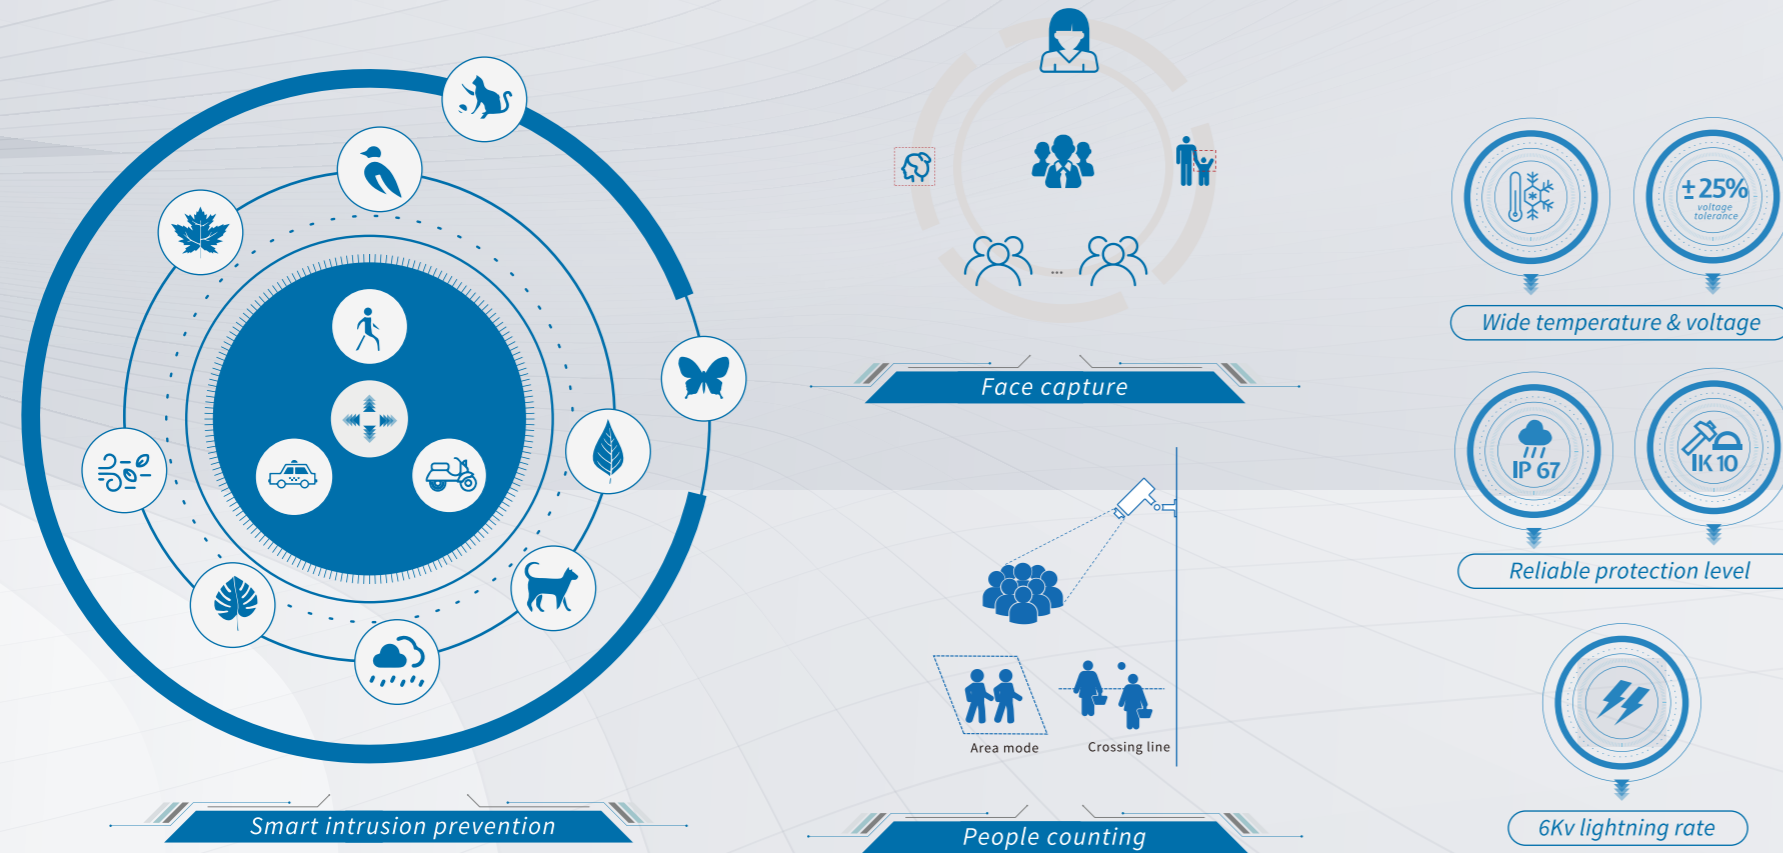 ± 25%
voltage
tolerance
Wide temperature & voltage
Face capture
IP 67
IK 10
Reliable protection level
Area mode
Crossing line
Smart intrusion prevention
People counting
6Kv lightning rate